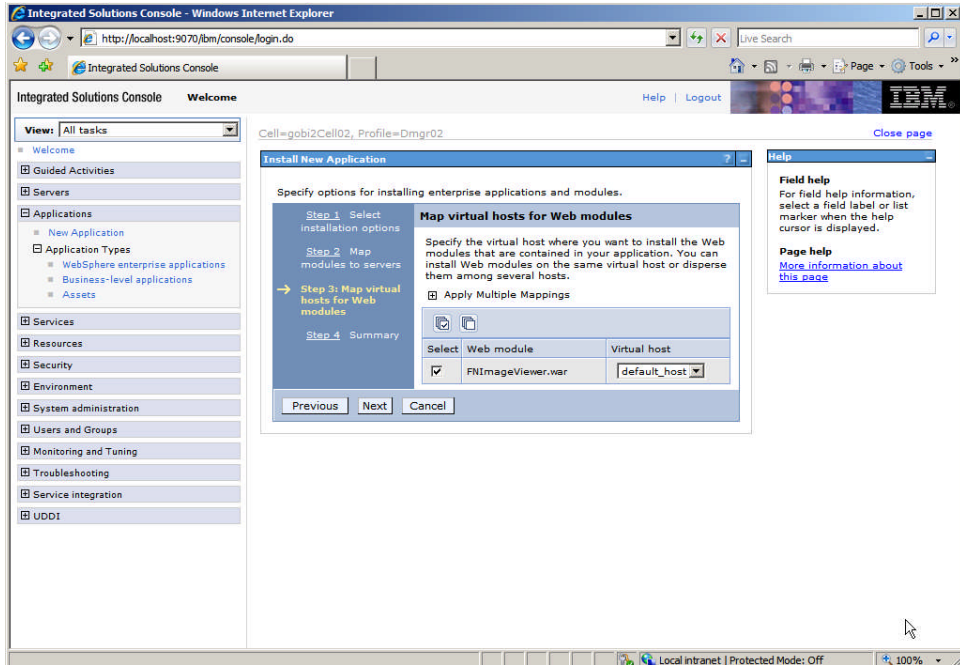 Integrated Solutions Console - Windows Internet Explorer
http://localhost:9070/ibm/console/login.do
Live Search
Integrated Solutions Console
Page
Tools
Integrated Solutions Console Welcome
Help | Logout
IBM.
View: All tasks
Welcome
Guided Activities
Servers
Applications
New Application
Application Types
WebSphere enterprise applications
Business-level applications
Assets
Services
Resources
Security
Environment
System administration
Users and Groups
Monitoring and Tuning
Troubleshooting
Service integration
UDDI
Cell=gobi2Cell02, Profile=Dmgr02
Close page
Install New Application
?
Specify options for installing enterprise applications and modules.
Step 1 Select
installation options
Step 2 Map
modules to servers
Step 3: Map virtual
hosts for Web
modules
Step 4 Summary
Map virtual hosts for Web modules
Specify the virtual host where you want to install the Web
modules that are contained in your application. You can
install Web modules on the same virtual host or disperse
them among several hosts.
Apply Multiple Mappings
Select Web module Virtual host
FNImageViewer.war default_host
Previous Next Cancel
Help
Field help
For field help information,
select a field label or list
marker when the help
cursor is displayed.
Page help
More information about
this page
Local intranet | Protected Mode: Off
100%